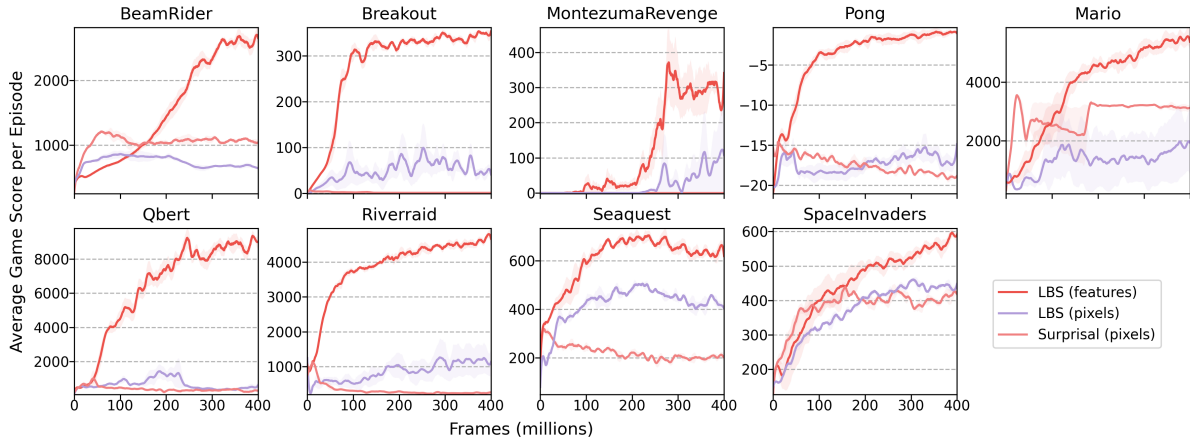 BeamRider
Breakout
MontezumaRevenge
Pong
Mario
Average Game Score per Episode
2000
1000
300
200
100
0
400
300
200
100
0
−5
−10
−15
−20
4000
2000
Qbert
Riverraid
Seaquest
SpaceInvaders
8000
6000
4000
2000
4000
3000
2000
1000
600
400
200
600
500
400
300
200
0 100 200 300 400
0 100 200 300 400
0 100 200 300 400
0 100 200 300 400
Frames (millions)
LBS (features)
LBS (pixels)
Surprisal (pixels)